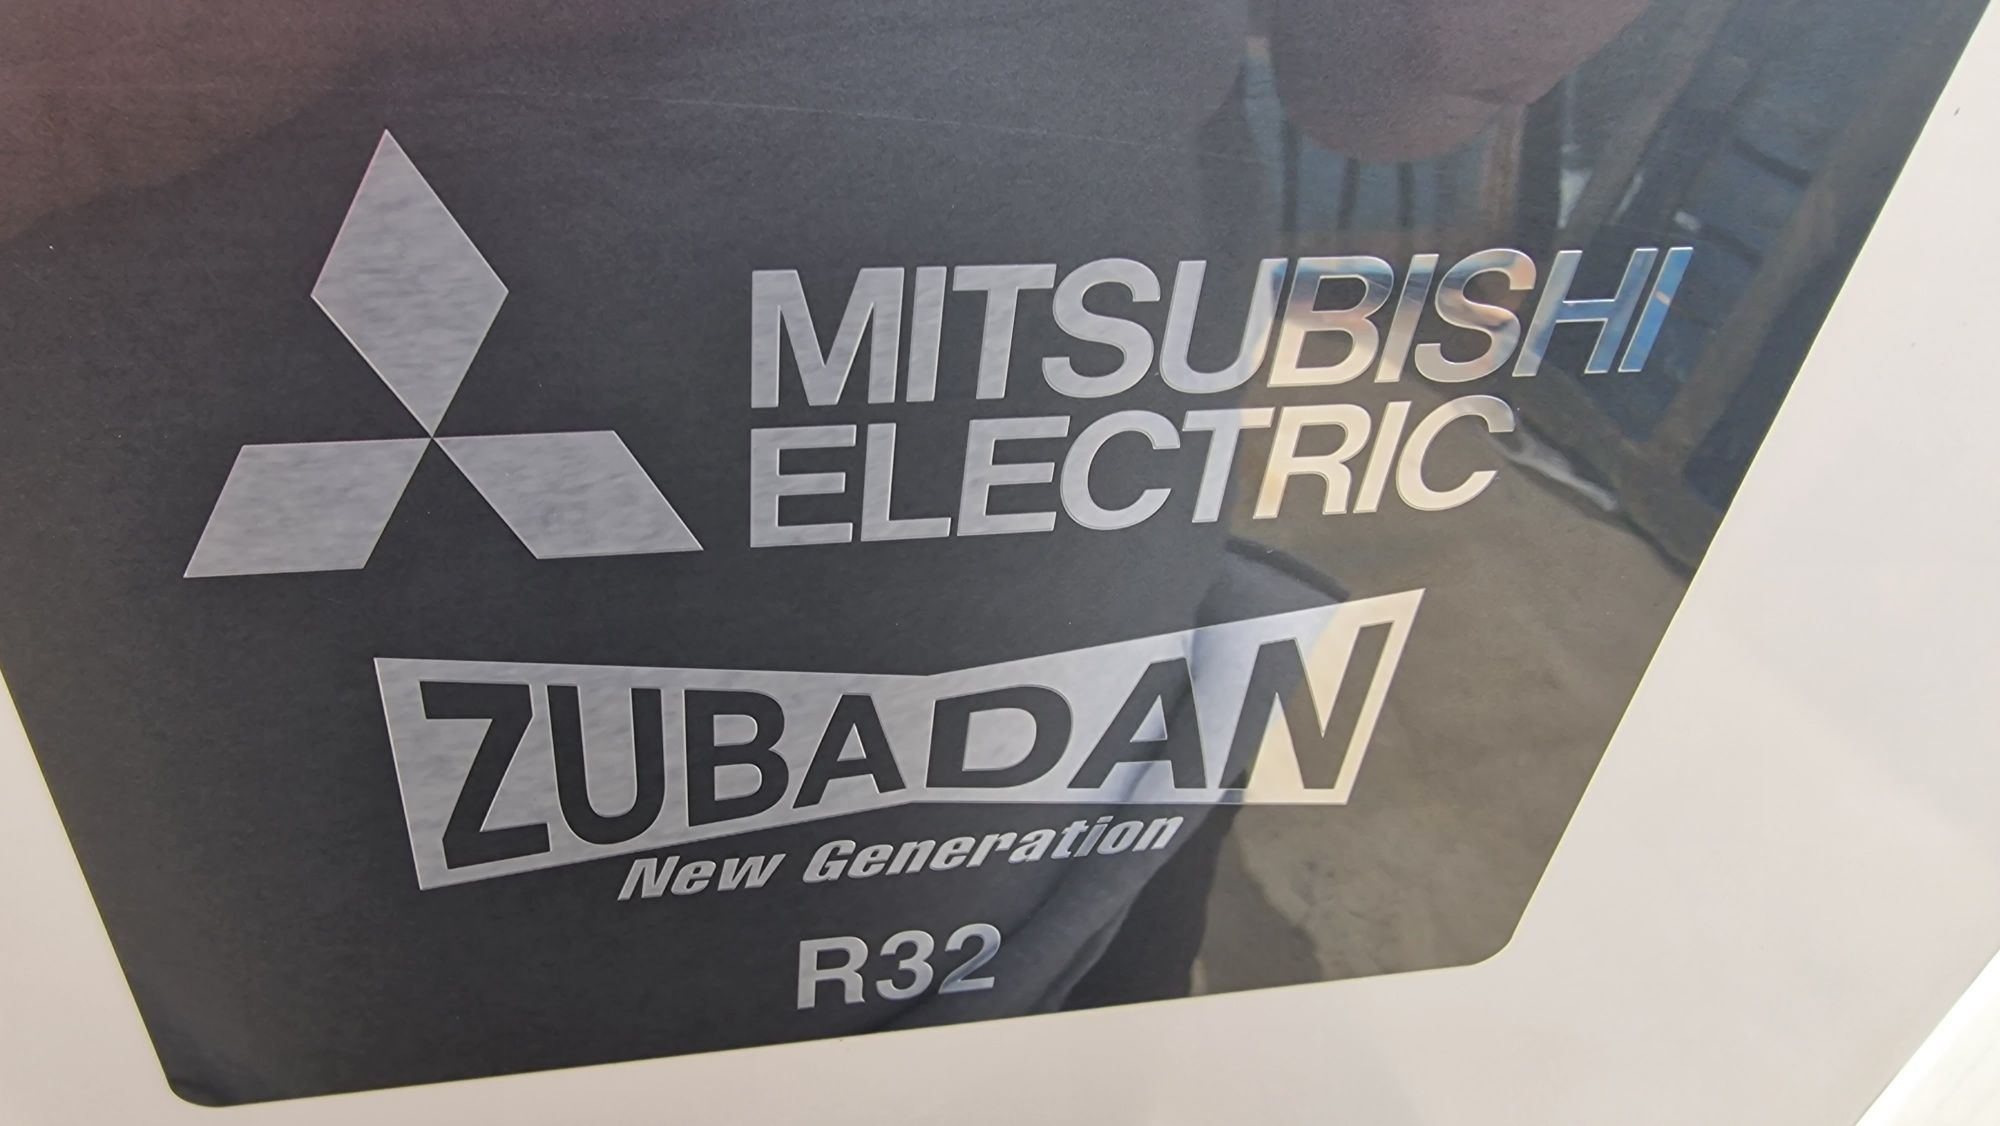 MITSUBISHI
ELECTRIC
ZUBADAN
New Generation
R32